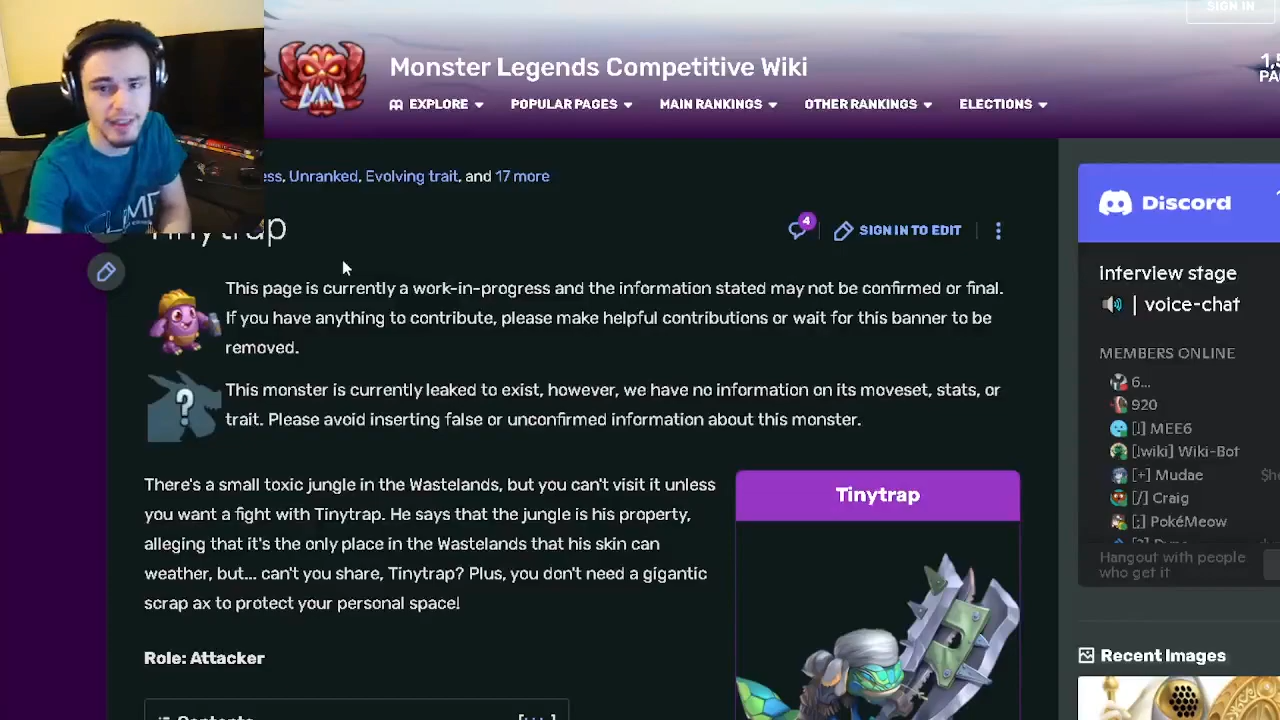 SIGN IN
Monster Legends Competitive Wiki
EXPLORE POPULAR PAGES MAIN RANKINGS OTHER RANKINGS ELECTIONS
Unranked, Evolving trait, and 17 more
Tinytrap
4
SIGN IN TO EDIT
This page is currently a work-in-progress and the information stated may not be confirmed or final.
If you have anything to contribute, please make helpful contributions or wait for this banner to be
removed.
This monster is currently leaked to exist, however, we have no information on its moveset, stats, or
trait. Please avoid inserting false or unconfirmed information about this monster.
There's a small toxic jungle in the Wastelands, but you can't visit it unless
you want a fight with Tinytrap. He says that the jungle is his property,
alleging that it's the only place in the Wastelands that his skin can
weather, but... can't you share, Tinytrap? Plus, you don't need a gigantic
scrap ax to protect your personal space!
Role: Attacker
Contents
Tinytrap
Discord
interview stage
| voice-chat
MEMBERS ONLINE
6...
920
[!] MEE6
[!wiki] Wiki-Bot
[+] Mudae
[/] Craig
[;] PokéMeow
Hangout with people
who get it
Recent Images